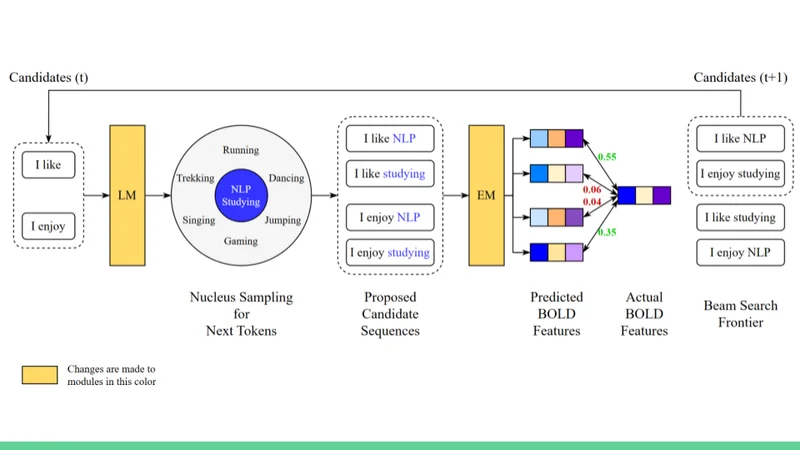 Candidates (t)
Candidates (t+1)
I like
I enjoy
LM
Running
Trekking
Dancing
NLP
Studying
Singing
Jumping
Gaming
I like NLP
I like studying
I enjoy NLP
I enjoy studying
EM
0.55
0.06
0.04
0.35
I like NLP
I enjoy studying
I like studying
I enjoy NLP
Nucleus Sampling
for
Next Tokens
Proposed
Candidate
Sequences
Predicted
BOLD
Features
Actual
BOLD
Features
Beam Search
Frontier
Changes are made to
modules in this color